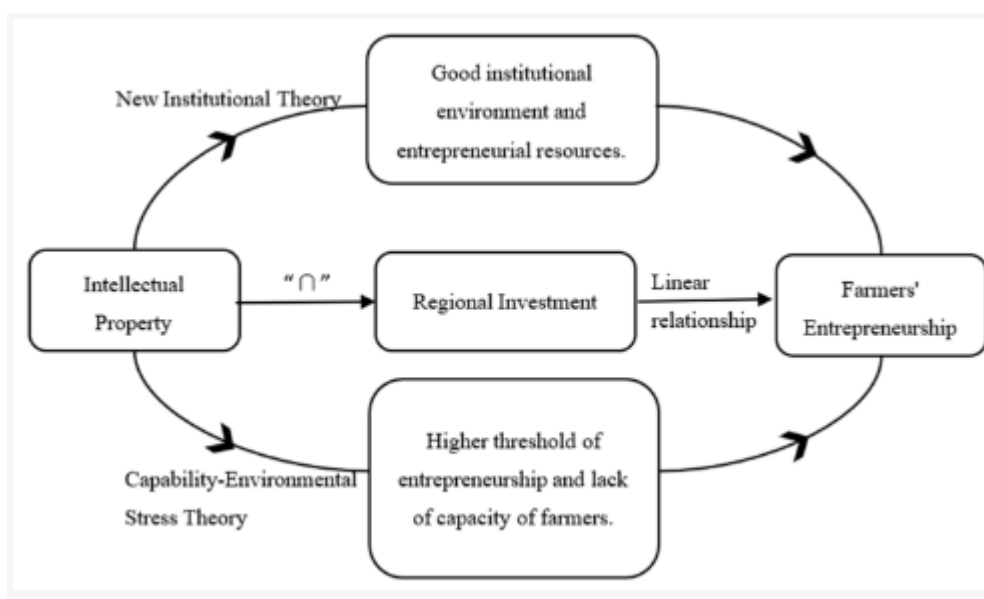 New Institutional Theory
Good institutional
environment and
entrepreneurial resources.
Intellectual
Property
“∩”
Regional Investment
Linear
relationship
Farmers'
Entrepreneurship
Capability-Environmental
Stress Theory
Higher threshold of
entrepreneurship and lack
of capacity of farmers.